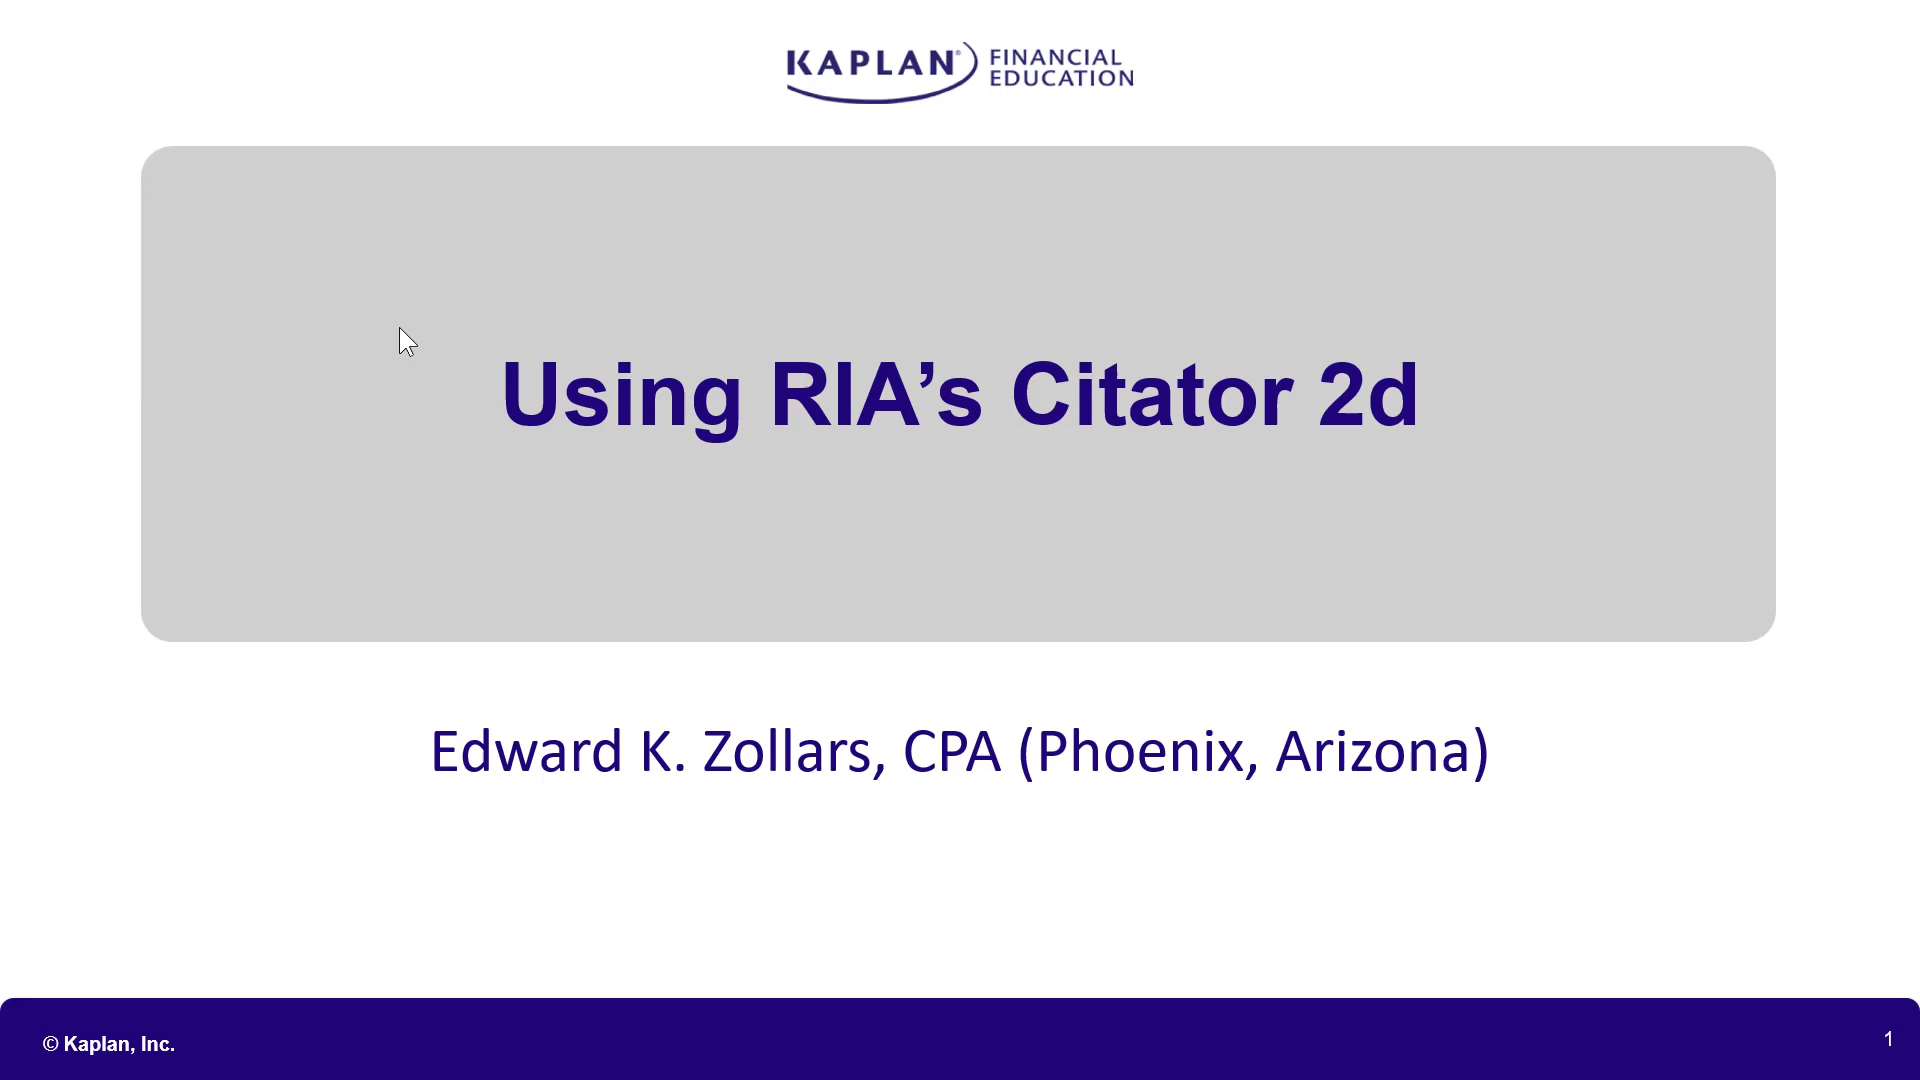 KAPLAN® FINANCIAL
EDUCATION
Using RIA’s Citator 2d
Edward K. Zollars, CPA (Phoenix, Arizona)
© Kaplan, Inc.
1